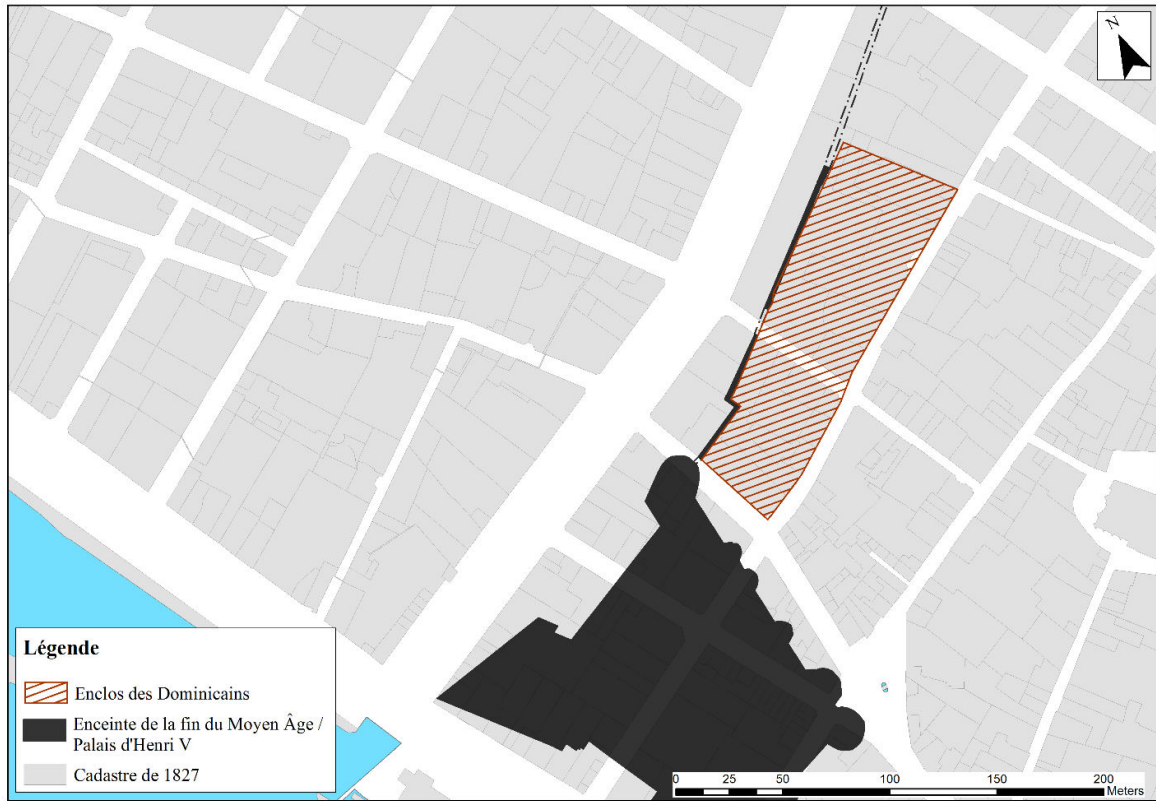 N
Légende
Enclos des Dominicains
Enceinte de la fin du Moyen Âge /
Palais d'Henri V
Cadastre de 1827
0 25 50 100 150 200
Meters